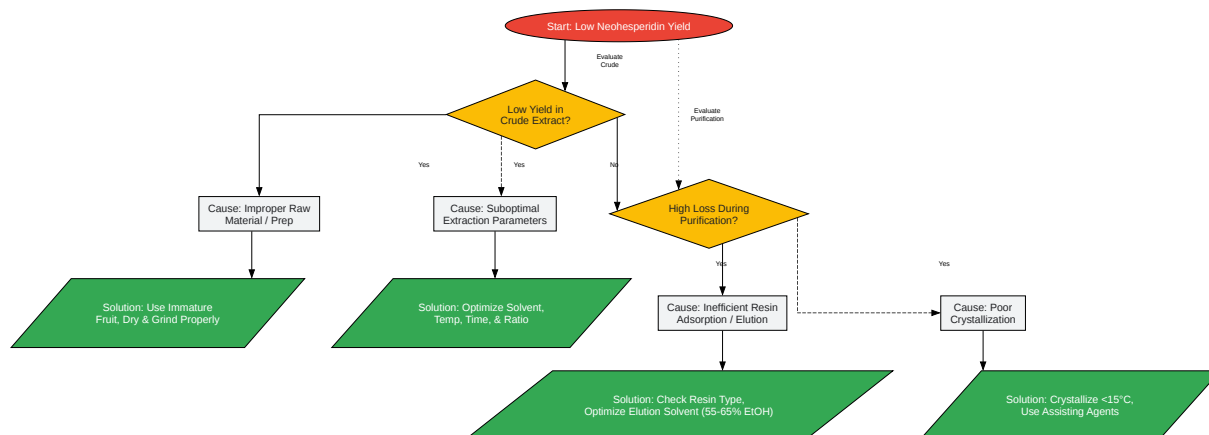 Start: Low Neohesperidin Yield
Evaluate
Crude
Low Yield in
Crude Extract?
Evaluate
Purification
Yes
Yes
No
Cause: Improper Raw
Material / Prep
Cause: Suboptimal
Extraction Parameters
High Loss During
Purification?
Yes
Yes
Solution: Use Immature
Fruit, Dry & Grind Properly
Solution: Optimize Solvent,
Temp, Time, & Ratio
Cause: Inefficient Resin
Adsorption / Elution
Cause: Poor
Crystallization
Solution: Check Resin Type,
Optimize Elution Solvent (55-65% EtOH)
Solution: Crystallize <15°C,
Use Assisting Agents